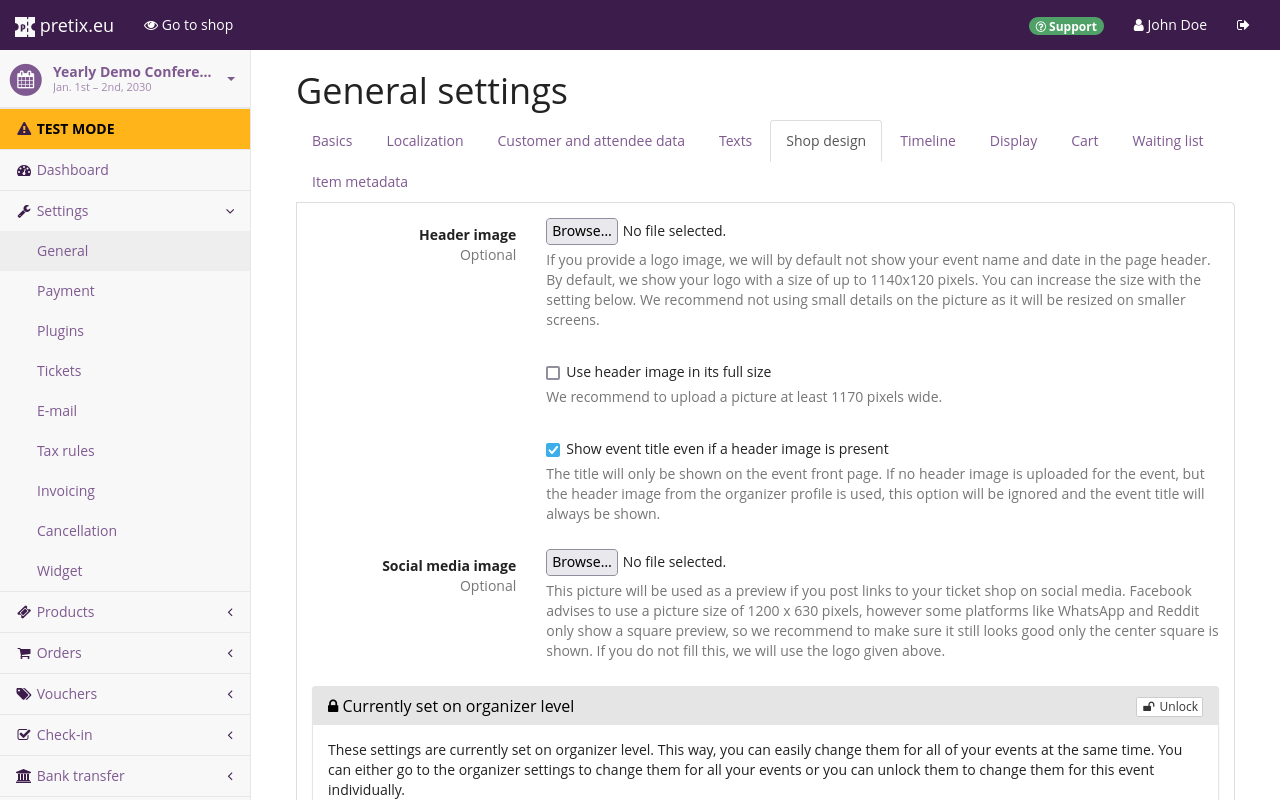 pretix.eu
Go to shop
Support
John Doe
Yearly Demo Confere...
Jan. 1st – 2nd, 2030
TEST MODE
Dashboard
Settings
General
Payment
Plugins
Tickets
E-mail
Tax rules
Invoicing
Cancellation
Widget
Products
Orders
Vouchers
Check-in
Bank transfer
General settings
Basics
Localization
Customer and attendee data
Texts
Shop design
Timeline
Display
Cart
Waiting list
Item metadata
Header image
Optional
Browse... No file selected.
If you provide a logo image, we will by default not show your event name and date in the page header.
By default, we show your logo with a size of up to 1140x120 pixels. You can increase the size with the
setting below. We recommend not using small details on the picture as it will be resized on smaller
screens.
Use header image in its full size
We recommend to upload a picture at least 1170 pixels wide.
Show event title even if a header image is present
The title will only be shown on the event front page. If no header image is uploaded for the event, but
the header image from the organizer profile is used, this option will be ignored and the event title will
always be shown.
Social media image
Optional
Browse... No file selected.
This picture will be used as a preview if you post links to your ticket shop on social media. Facebook
advises to use a picture size of 1200 x 630 pixels, however some platforms like WhatsApp and Reddit
only show a square preview, so we recommend to make sure it still looks good only the center square is
shown. If you do not fill this, we will use the logo given above.
Currently set on organizer level
Unlock
These settings are currently set on organizer level. This way, you can easily change them for all of your events at the same time. You
can either go to the organizer settings to change them for all your events or you can unlock them to change them for this event
individually.